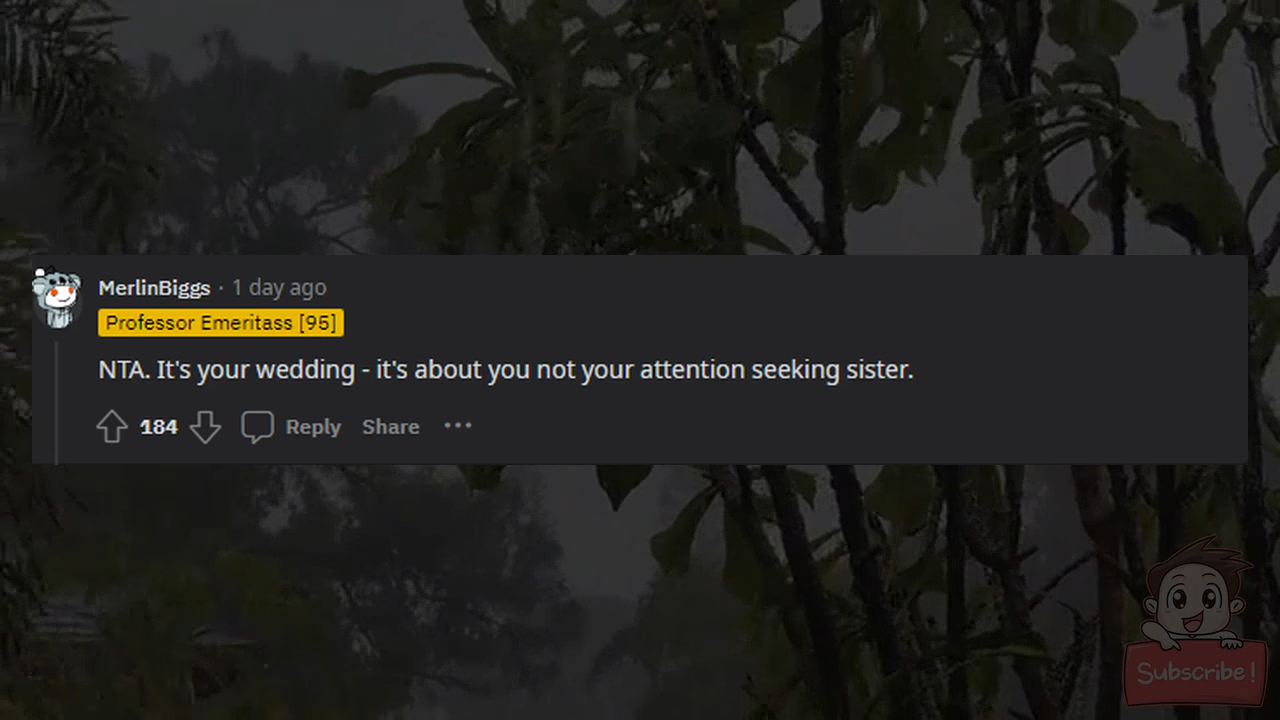 MerlinBiggs · 1 day ago
Professor Emeritass [95]
NTA. It's your wedding - it's about you not your attention seeking sister.
184 Reply Share ···
Subscribe!